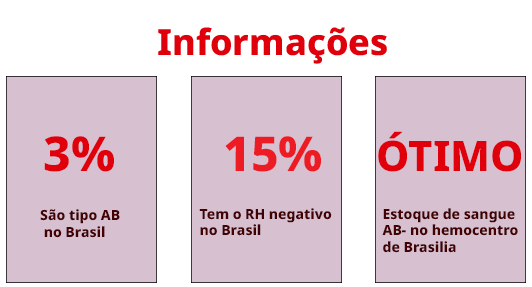 Informações
3%
São tipo AB
no Brasil
15%
Tem o RH negativo
no Brasil
ÓTIMO
Estoque de sangue
AB- no hemocentro
de Brasilia